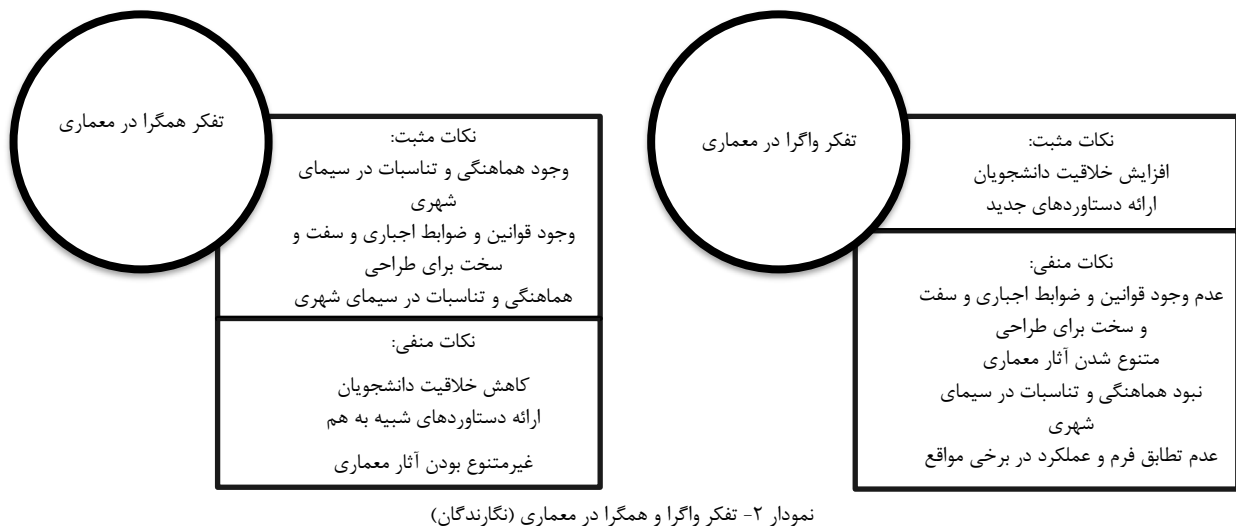 تفکر واگرا در معماری
نکات مثبت:
افزایش خلاقیت دانشجویان
ارائه دستاوردهای جدید
نکات منفی:
عدم وجود قوانین و ضوابط اجباری و سفت
و سخت برای طراحی
متنوع شدن آثار معماری
نبود هماهنگی و تناسبات در سیمای
شهری
عدم تطابق فرم و عملکرد در برخی مواقع
تفکر همگرا در معماری
نکات مثبت:
وجود هماهنگی و تناسبات در سیمای
شهری
وجود قوانین و ضوابط اجباری و سفت و
سخت برای طراحی
هماهنگی و تناسبات در سیمای شهری
نکات منفی:
کاهش خلاقیت دانشجویان
ارائه دستاوردهای شبیه به هم
غیرمتنوع بودن آثار معماری
نمودار ۲- تفکر واگرا و همگرا در معماری (نگارندگان)